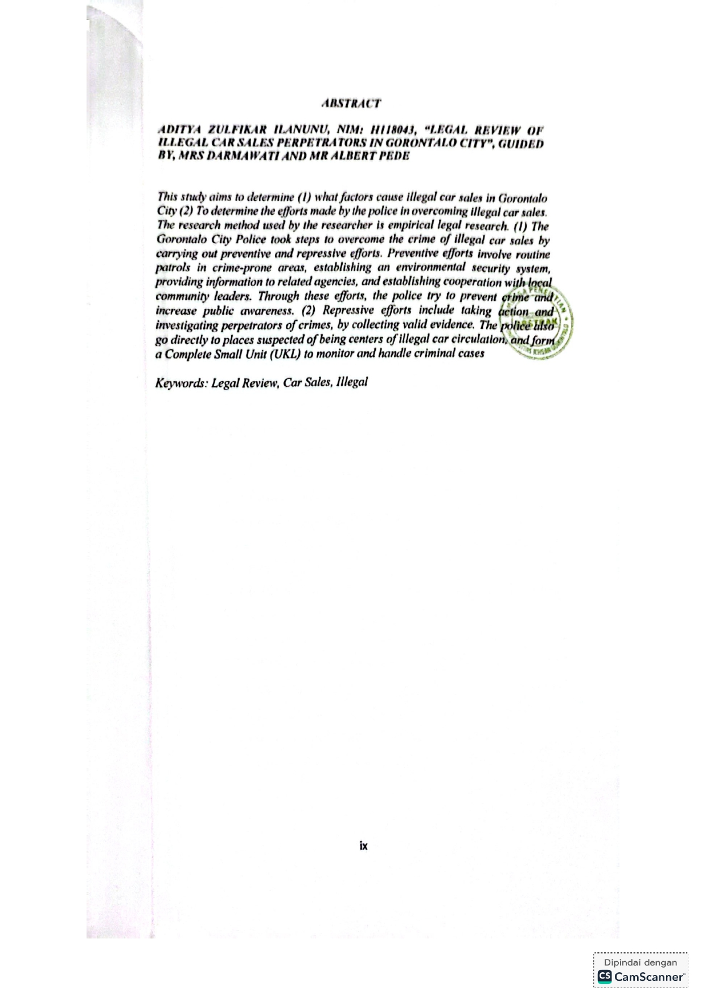 ABSTRACT
ADITYA ZULFIKAR ILANUNU, NIM: H118043, “LEGAL REVIEW OF
ILLEGAL CAR SALES PERPETRATORS IN GORONTALO CITY”, GUIDED
BY, MRS DARMAWATI AND MR ALBERT PEDE
This study aims to determine (1) what factors cause illegal car sales in Gorontalo
City (2) To determine the efforts made by the police in overcoming illegal car sales.
The research method used by the researcher is empirical legal research. (1) The
Gorontalo City Police took steps to overcome the crime of illegal car sales by
carrying out preventive and repressive efforts. Preventive efforts involve routine
patrols in crime-prone areas, establishing an environmental security system,
providing information to related agencies, and establishing cooperation with local
community leaders. Through these efforts, the police try to prevent crime and
increase public awareness. (2) Repressive efforts include taking action and
investigating perpetrators of crimes, by collecting valid evidence. The police also
go directly to places suspected of being centers of illegal car circulation, and form
a Complete Small Unit (UKL) to monitor and handle criminal cases
Keywords: Legal Review, Car Sales, Illegal
ix
Dipindai dengan
CS CamScanner